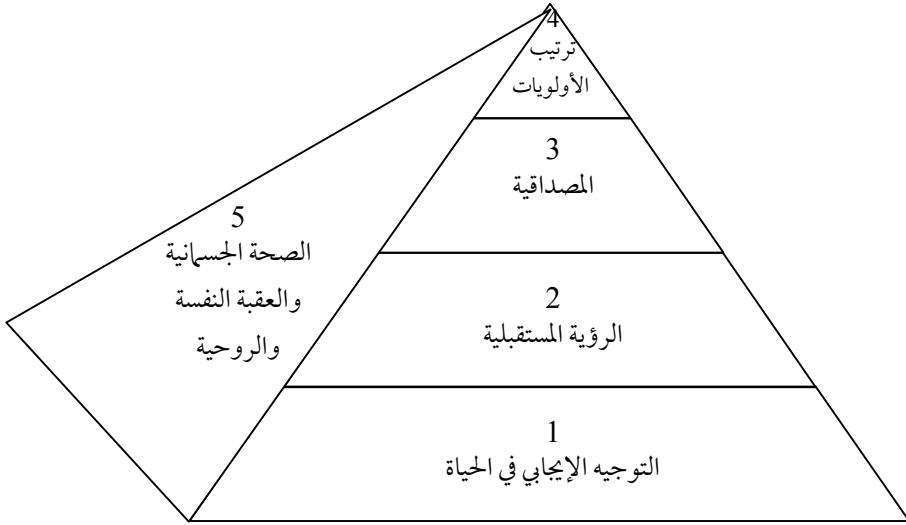 4
ترتيب
الأولويات
3
المصداقية
5
الصحة الجسمانية
والعقبة النفسة
والروحية
2
الرؤية المستقبلية
1
التوجيه الإيجابي في الحياة